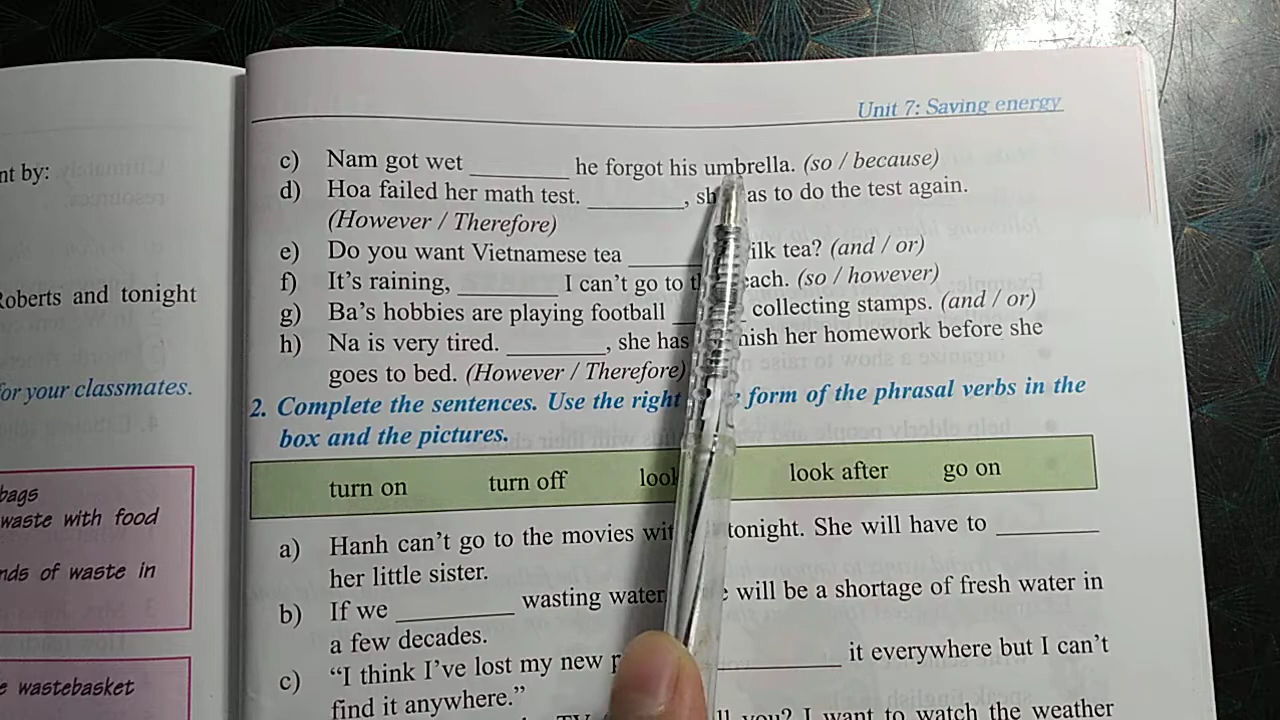 Unit 7: Saving energy
nt by:
Roberts and tonight
for your classmates.
bags
waste with food
nds of waste in
e wastebasket
c) Nam got wet ________ he forgot his umbrella. (so / because)
d) Hoa failed her math test. ________, sh as to do the test again.
(However / Therefore)
e) Do you want Vietnamese tea ______ ilk tea? (and / or)
f) It's raining, ________ I can't go to t each. (so / however)
g) Ba's hobbies are playing football ______ collecting stamps. (and / or)
h) Na is very tired. ________, she has nish her homework before she
goes to bed. (However / Therefore)
2. Complete the sentences. Use the right form of the phrasal verbs in the
box and the pictures.
turn on turn off look look after go on
a) Hanh can't go to the movies wit tonight. She will have to ________
her little sister.
b) If we _________ wasting water e will be a shortage of fresh water in
a few decades.
c) "I think I've lost my new p __________ it everywhere but I can't
find it anywhere."
TV ll you? I want to watch the weather